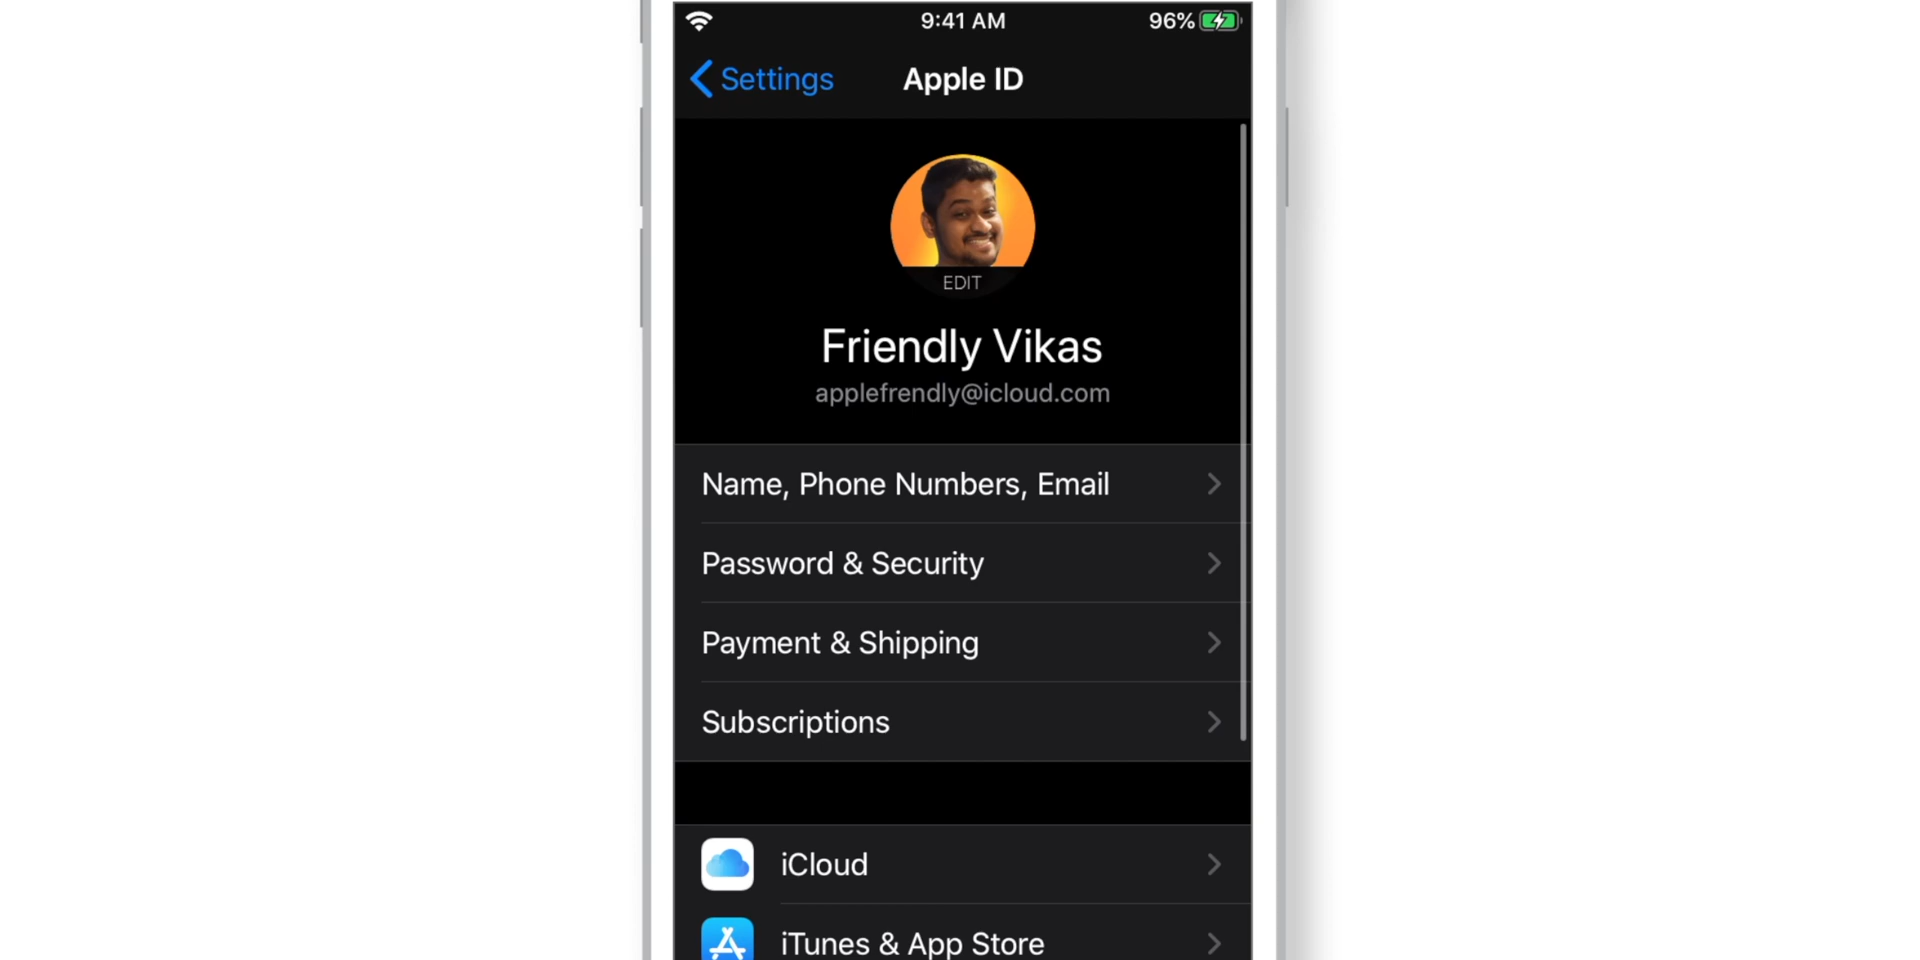 9:41 AM 96%
Settings Apple ID
EDIT
Friendly Vikas
applefrendly@icloud.com
Name, Phone Numbers, Email
Password & Security
Payment & Shipping
Subscriptions
iCloud
iTunes & App Store